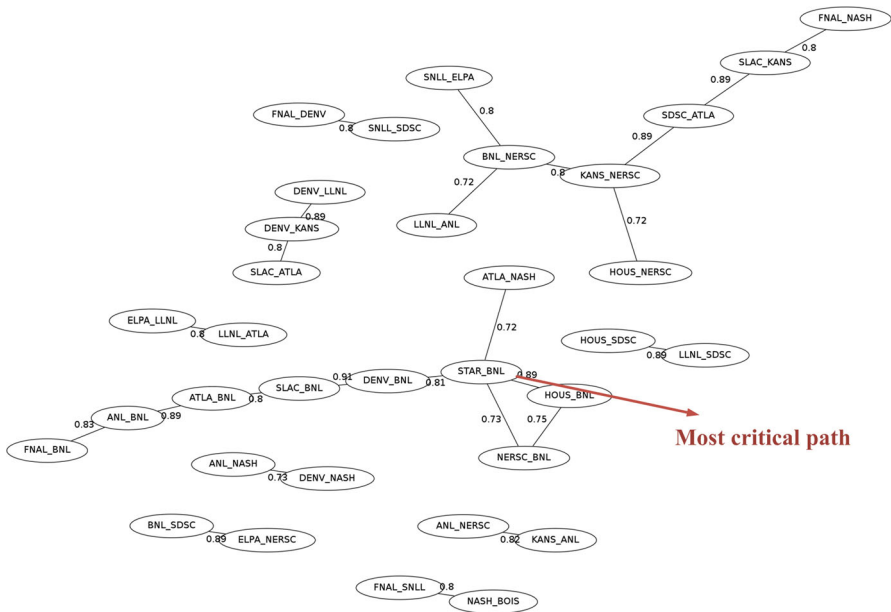 FNAL_NASH
0.8
SLAC_KANS
SNLL_ELPA
0.89
FNAL_DENV
0.8
SDSC_ATLA
0.8
SNLL_SDSC
0.89
BNL_NERSC
0.8
KANS_NERSC
0.72
DENV_LLNL
0.89
LLNL_ANL
0.72
DENV_KANS
0.8
SLAC_ATLA
HOUS_NERSC
ATLA_NASH
ELPA_LLNL
0.8
LLNL_ATLA
0.72
HOUS_SDSC
0.89
LLNL_SDSC
STAR_BNL
0.89
0.91
DENV_BNL
0.81
SLAC_BNL
HOUS_BNL
ATLA_BNL
0.8
ANL_BNL
0.89
0.83
0.73
0.75
Most critical path
FNAL_BNL
NERSC_BNL
ANL_NASH
0.73
DENV_NASH
BNL_SDSC
0.89
ELPA_NERSC
ANL_NERSC
0.82
KANS_ANL
FNAL_SNLL
0.8
NASH_BOIS